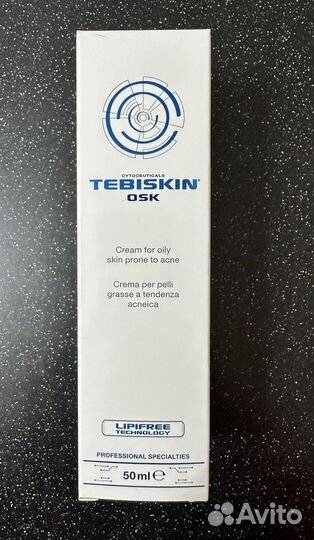 CYTOCEUTICALS
TEBISKIN®
OSK
Cream for oily
skin prone to acne
Crema per pelli
grasse a tendenza
acneica
LIPIFREE
TECHNOLOGY
PROFESSIONAL SPECIALTIES
50ml ℮
Avito